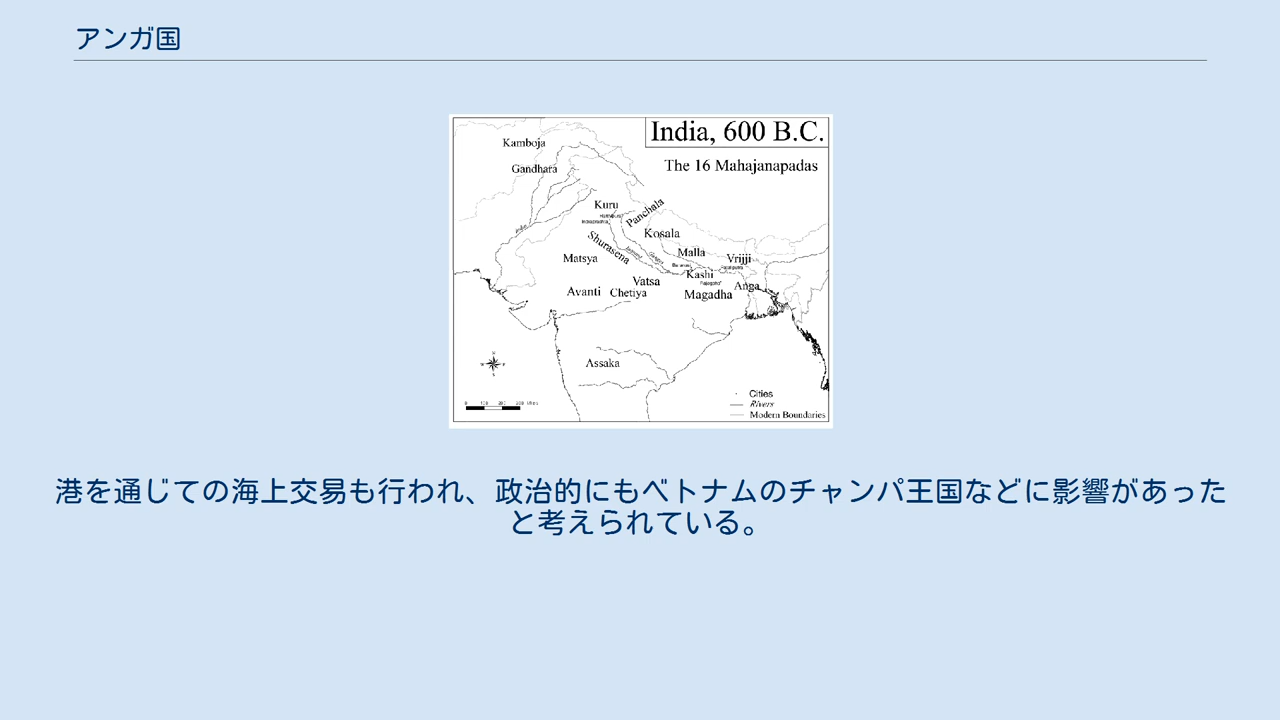 アンガ国
India, 600 B.C.
The 16 Mahajanapadas
Kamboja
Gandhara
Kuru
Panchala
Kosala
Shurasena
Malla
Vrijji
Matsya
Kashi
Vatsa
Anga
Avanti
Chetiya
Magadha
Assaka
Cities
Rivers
Modern Boundaries
港を通じての海上交易も行われ、政治的にもベトナムのチャンパ王国などに影響があった
と考えられている。